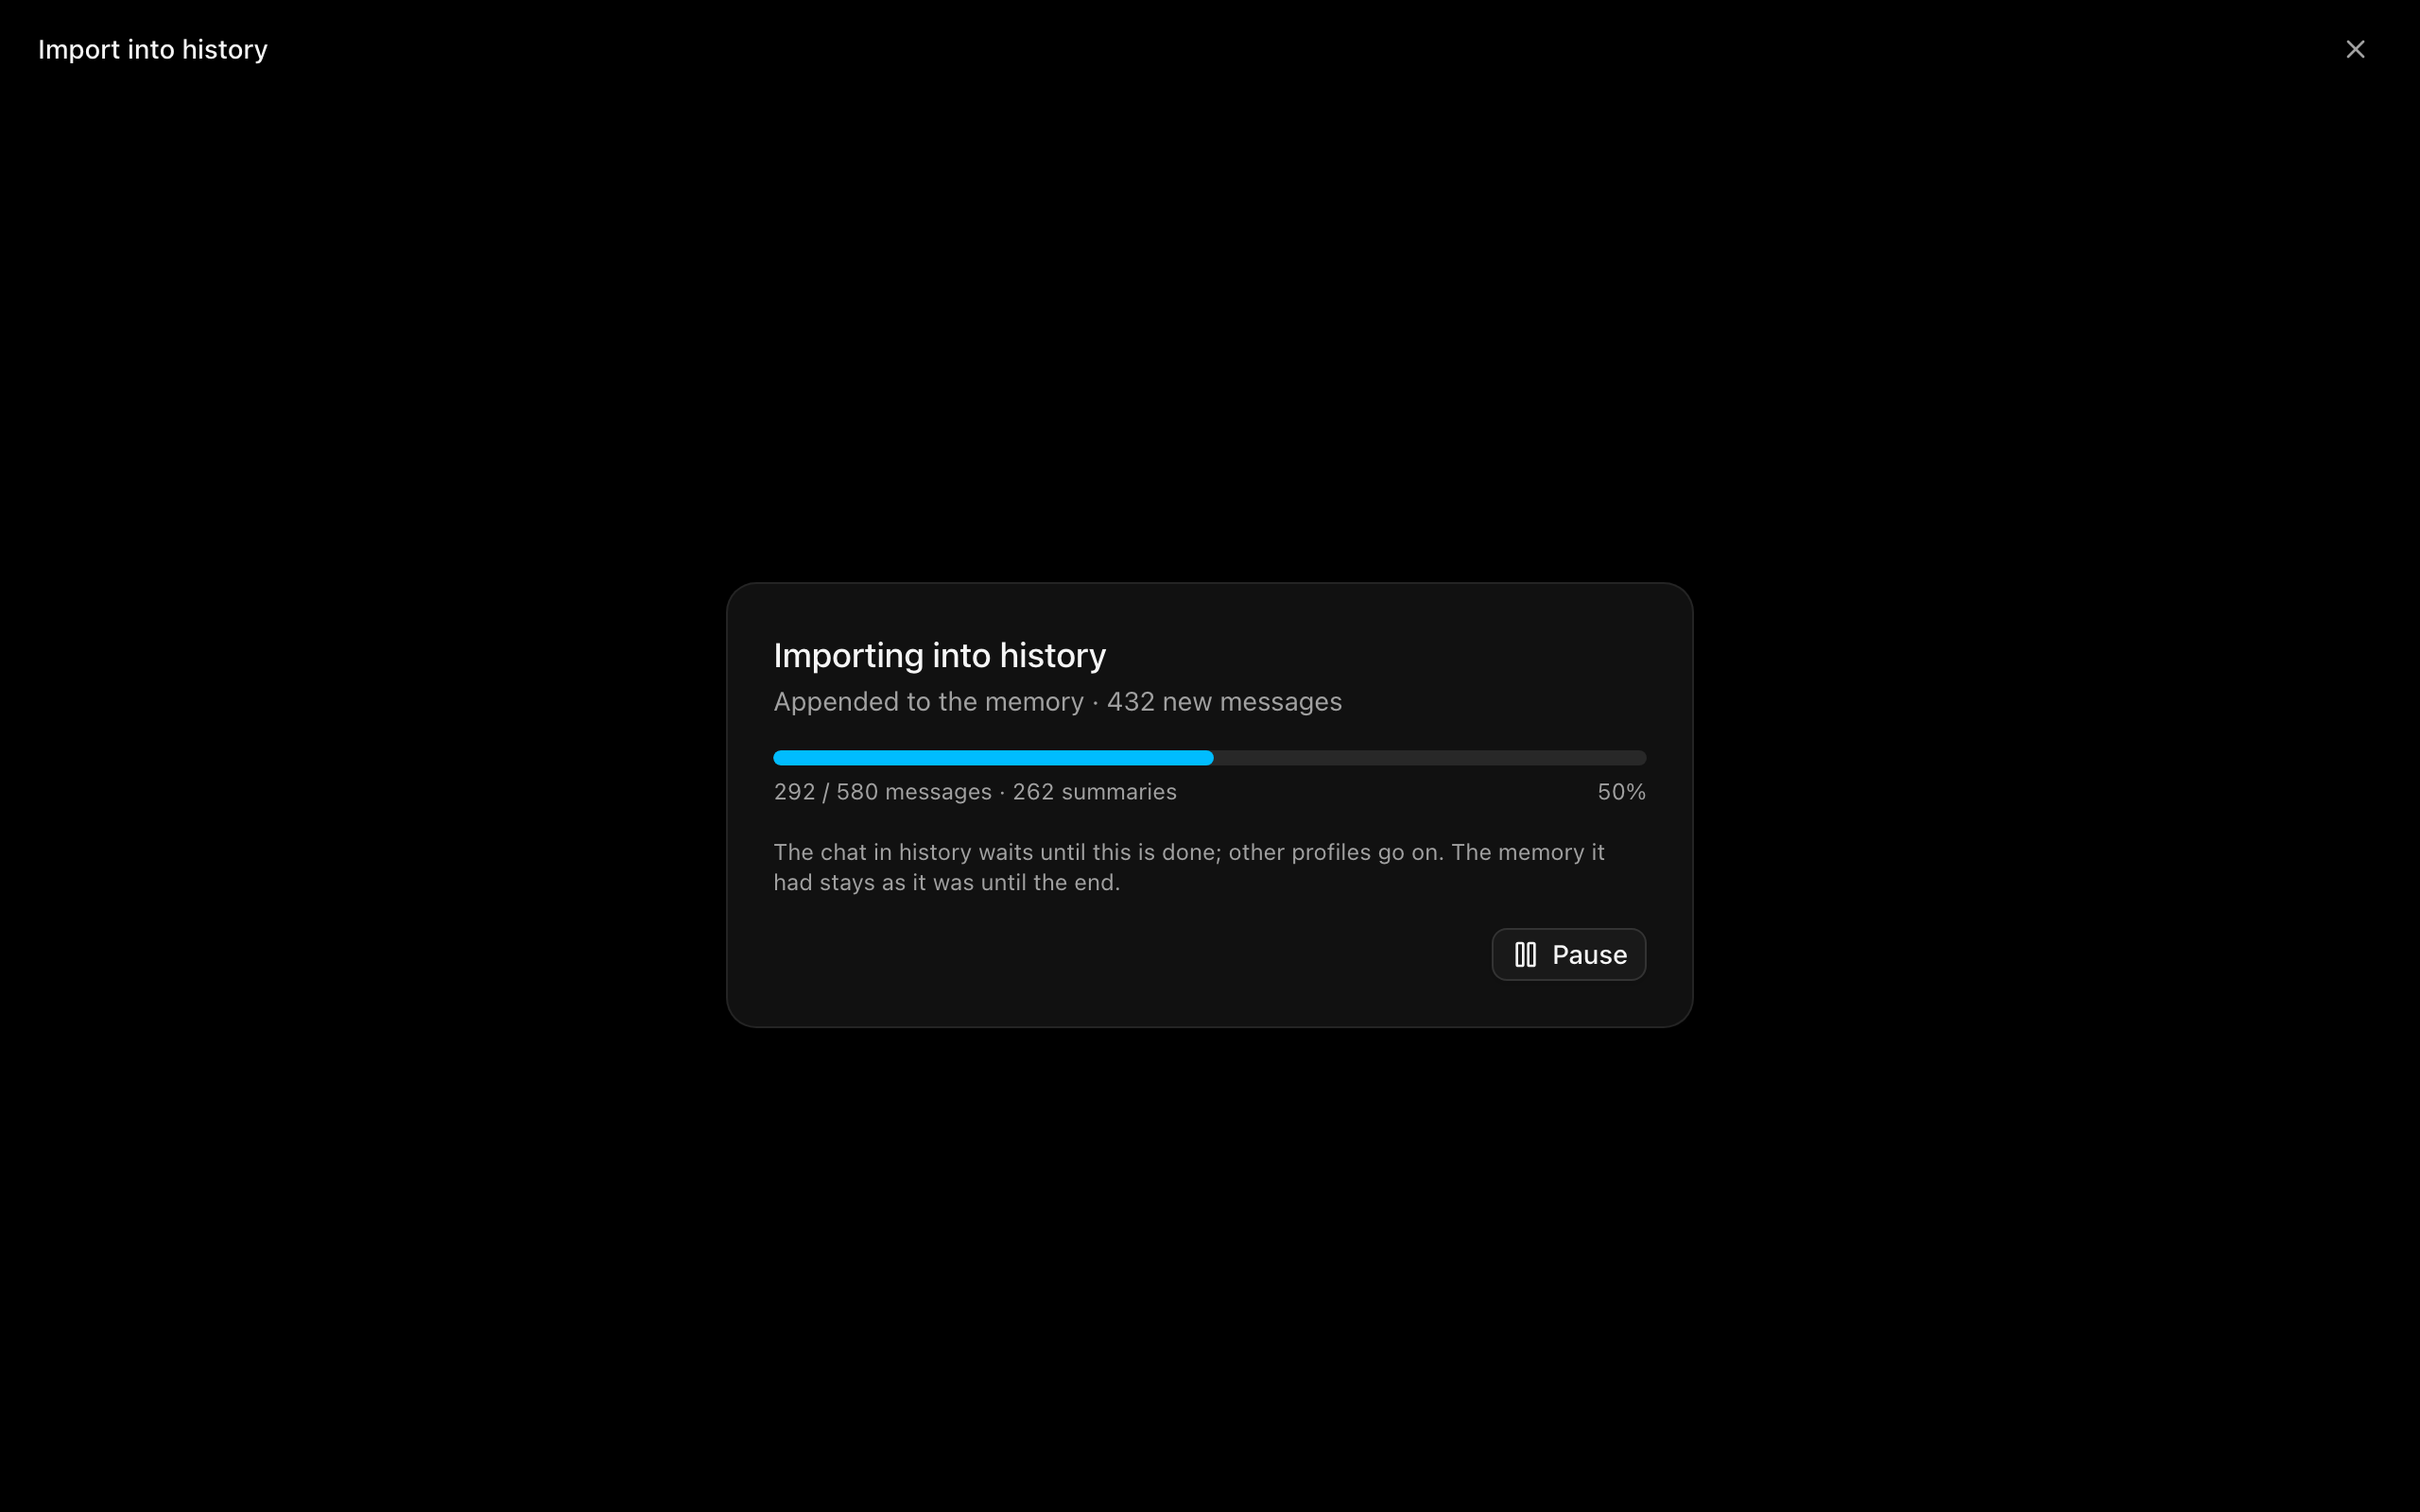 Import into history
Importing into history
Appended to the memory · 432 new messages
292 / 580 messages · 262 summaries
50%
The chat in history waits until this is done; other profiles go on. The memory it
had stays as it was until the end.
Pause